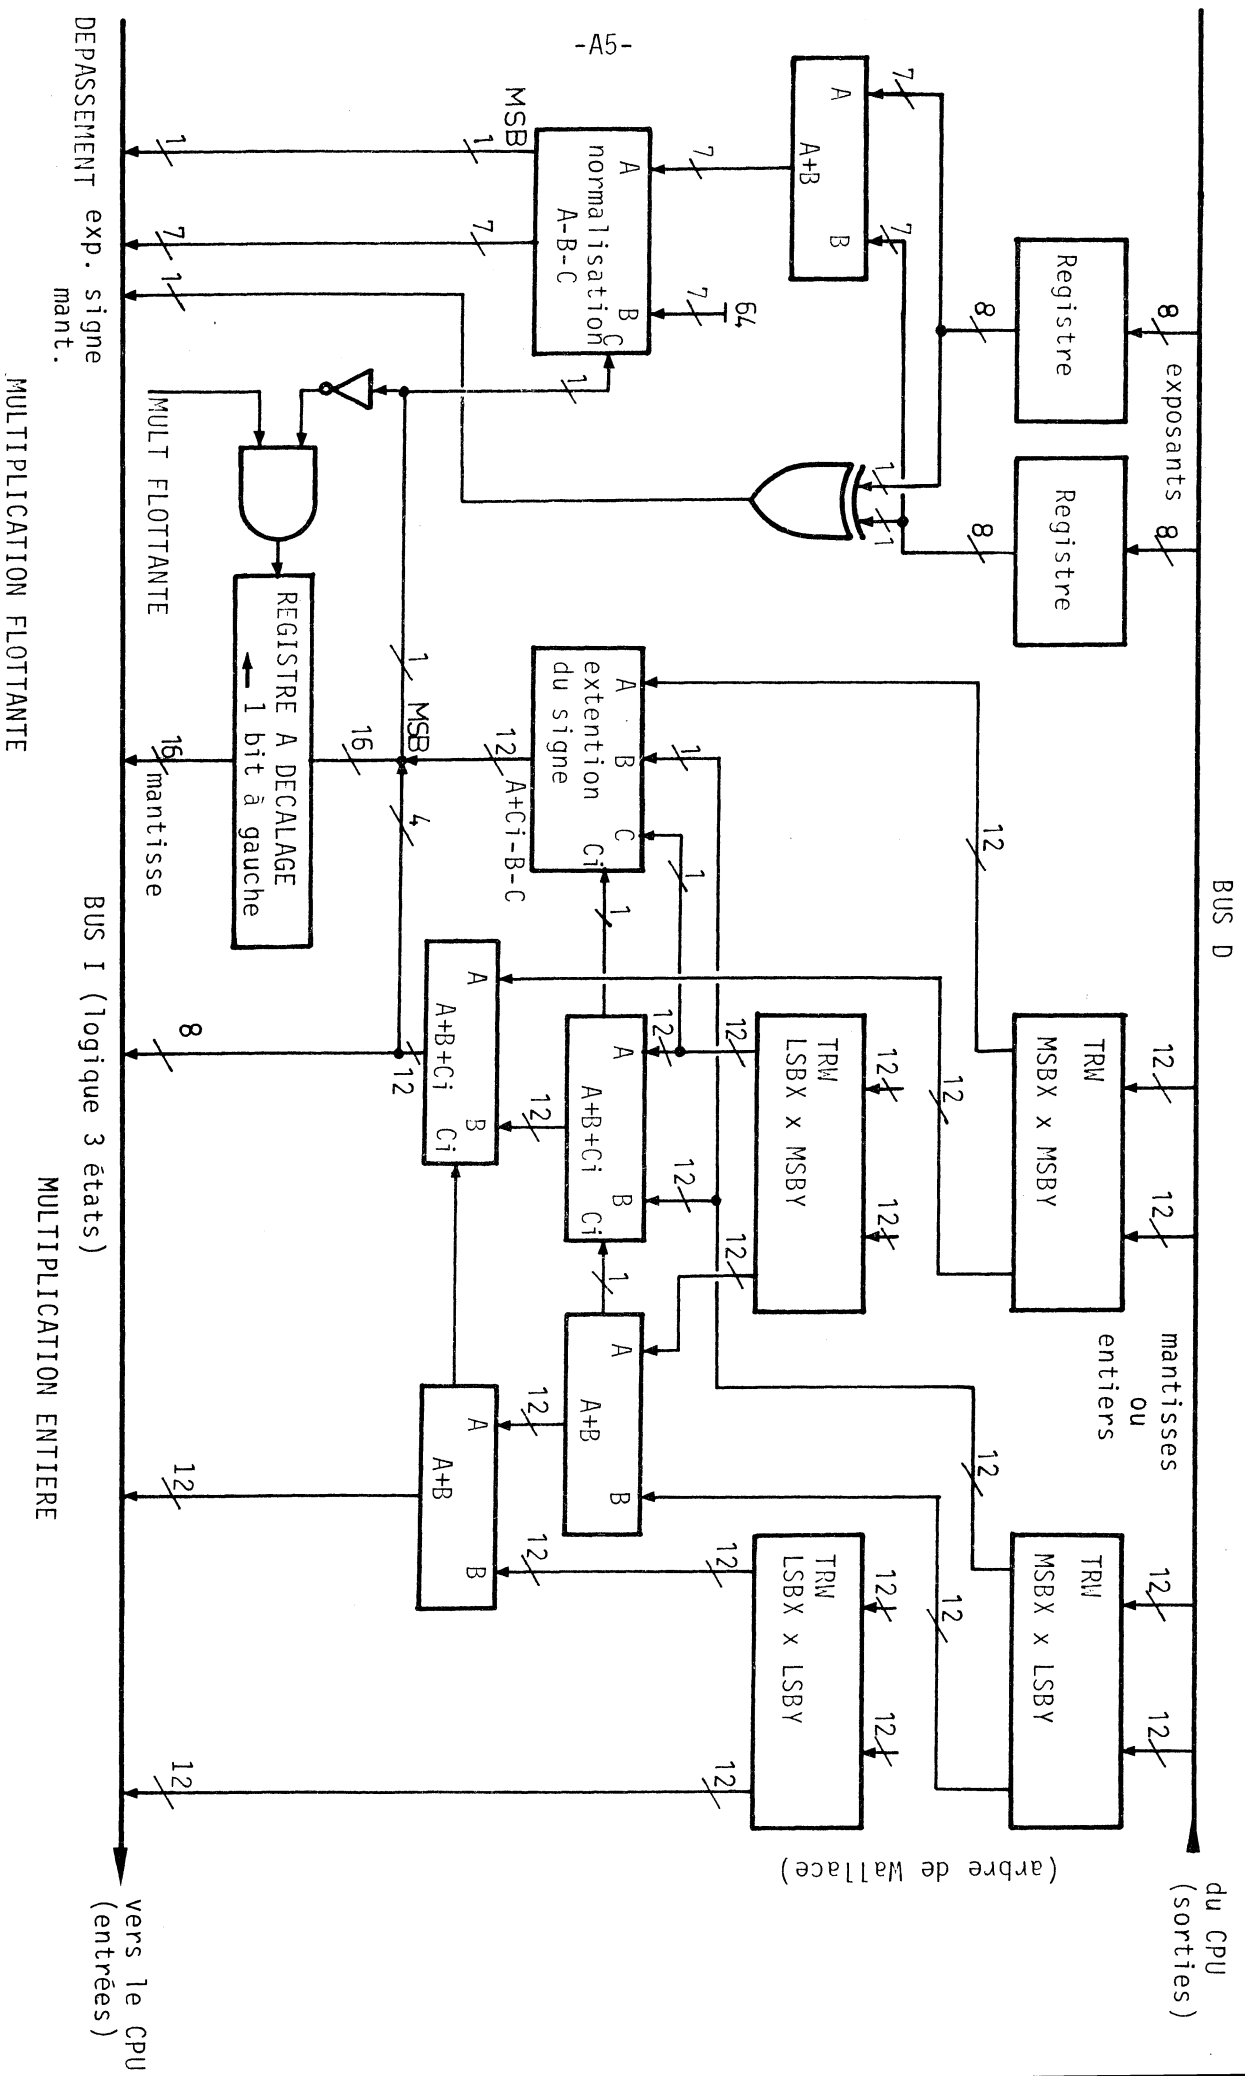 -A5-
BUS D
du CPU
(sorties)
8
exposants
8
12
12
mantisses
ou
entiers
12
12
Registre
Registre
TRW
MSBX x MSBY
TRW
MSBX x LSBY
8
8
12
12
12
12
7
7
1
1
A
B
A+B
12
12
TRW
LSBX x MSBY
12
12
TRW
LSBX x LSBY
(arbre de Wallace)
7
7
64
1
1
12
12
12
12
12
A
B
C
normalisation
A-B-C
1
A
B
C
Ci
extention
du signe
1
A
B
Ci
A+B+Ci
1
A
B
A+B
MSB
1
7
12
A+Ci-B-C
12
12
12
A
B
Ci
A+B+Ci
A
B
A+B
MSB
1
4
12
16
MULT FLOTTANTE
REGISTRE A DECALAGE
1 bit à gauche
1
7
1
16
mantisse
8
12
12
DEPASSEMENT
exp.
signe
mant.
BUS I (logique 3 états)
vers le CPU
(entrées)
MULTIPLICATION FLOTTANTE
MULTIPLICATION ENTIERE